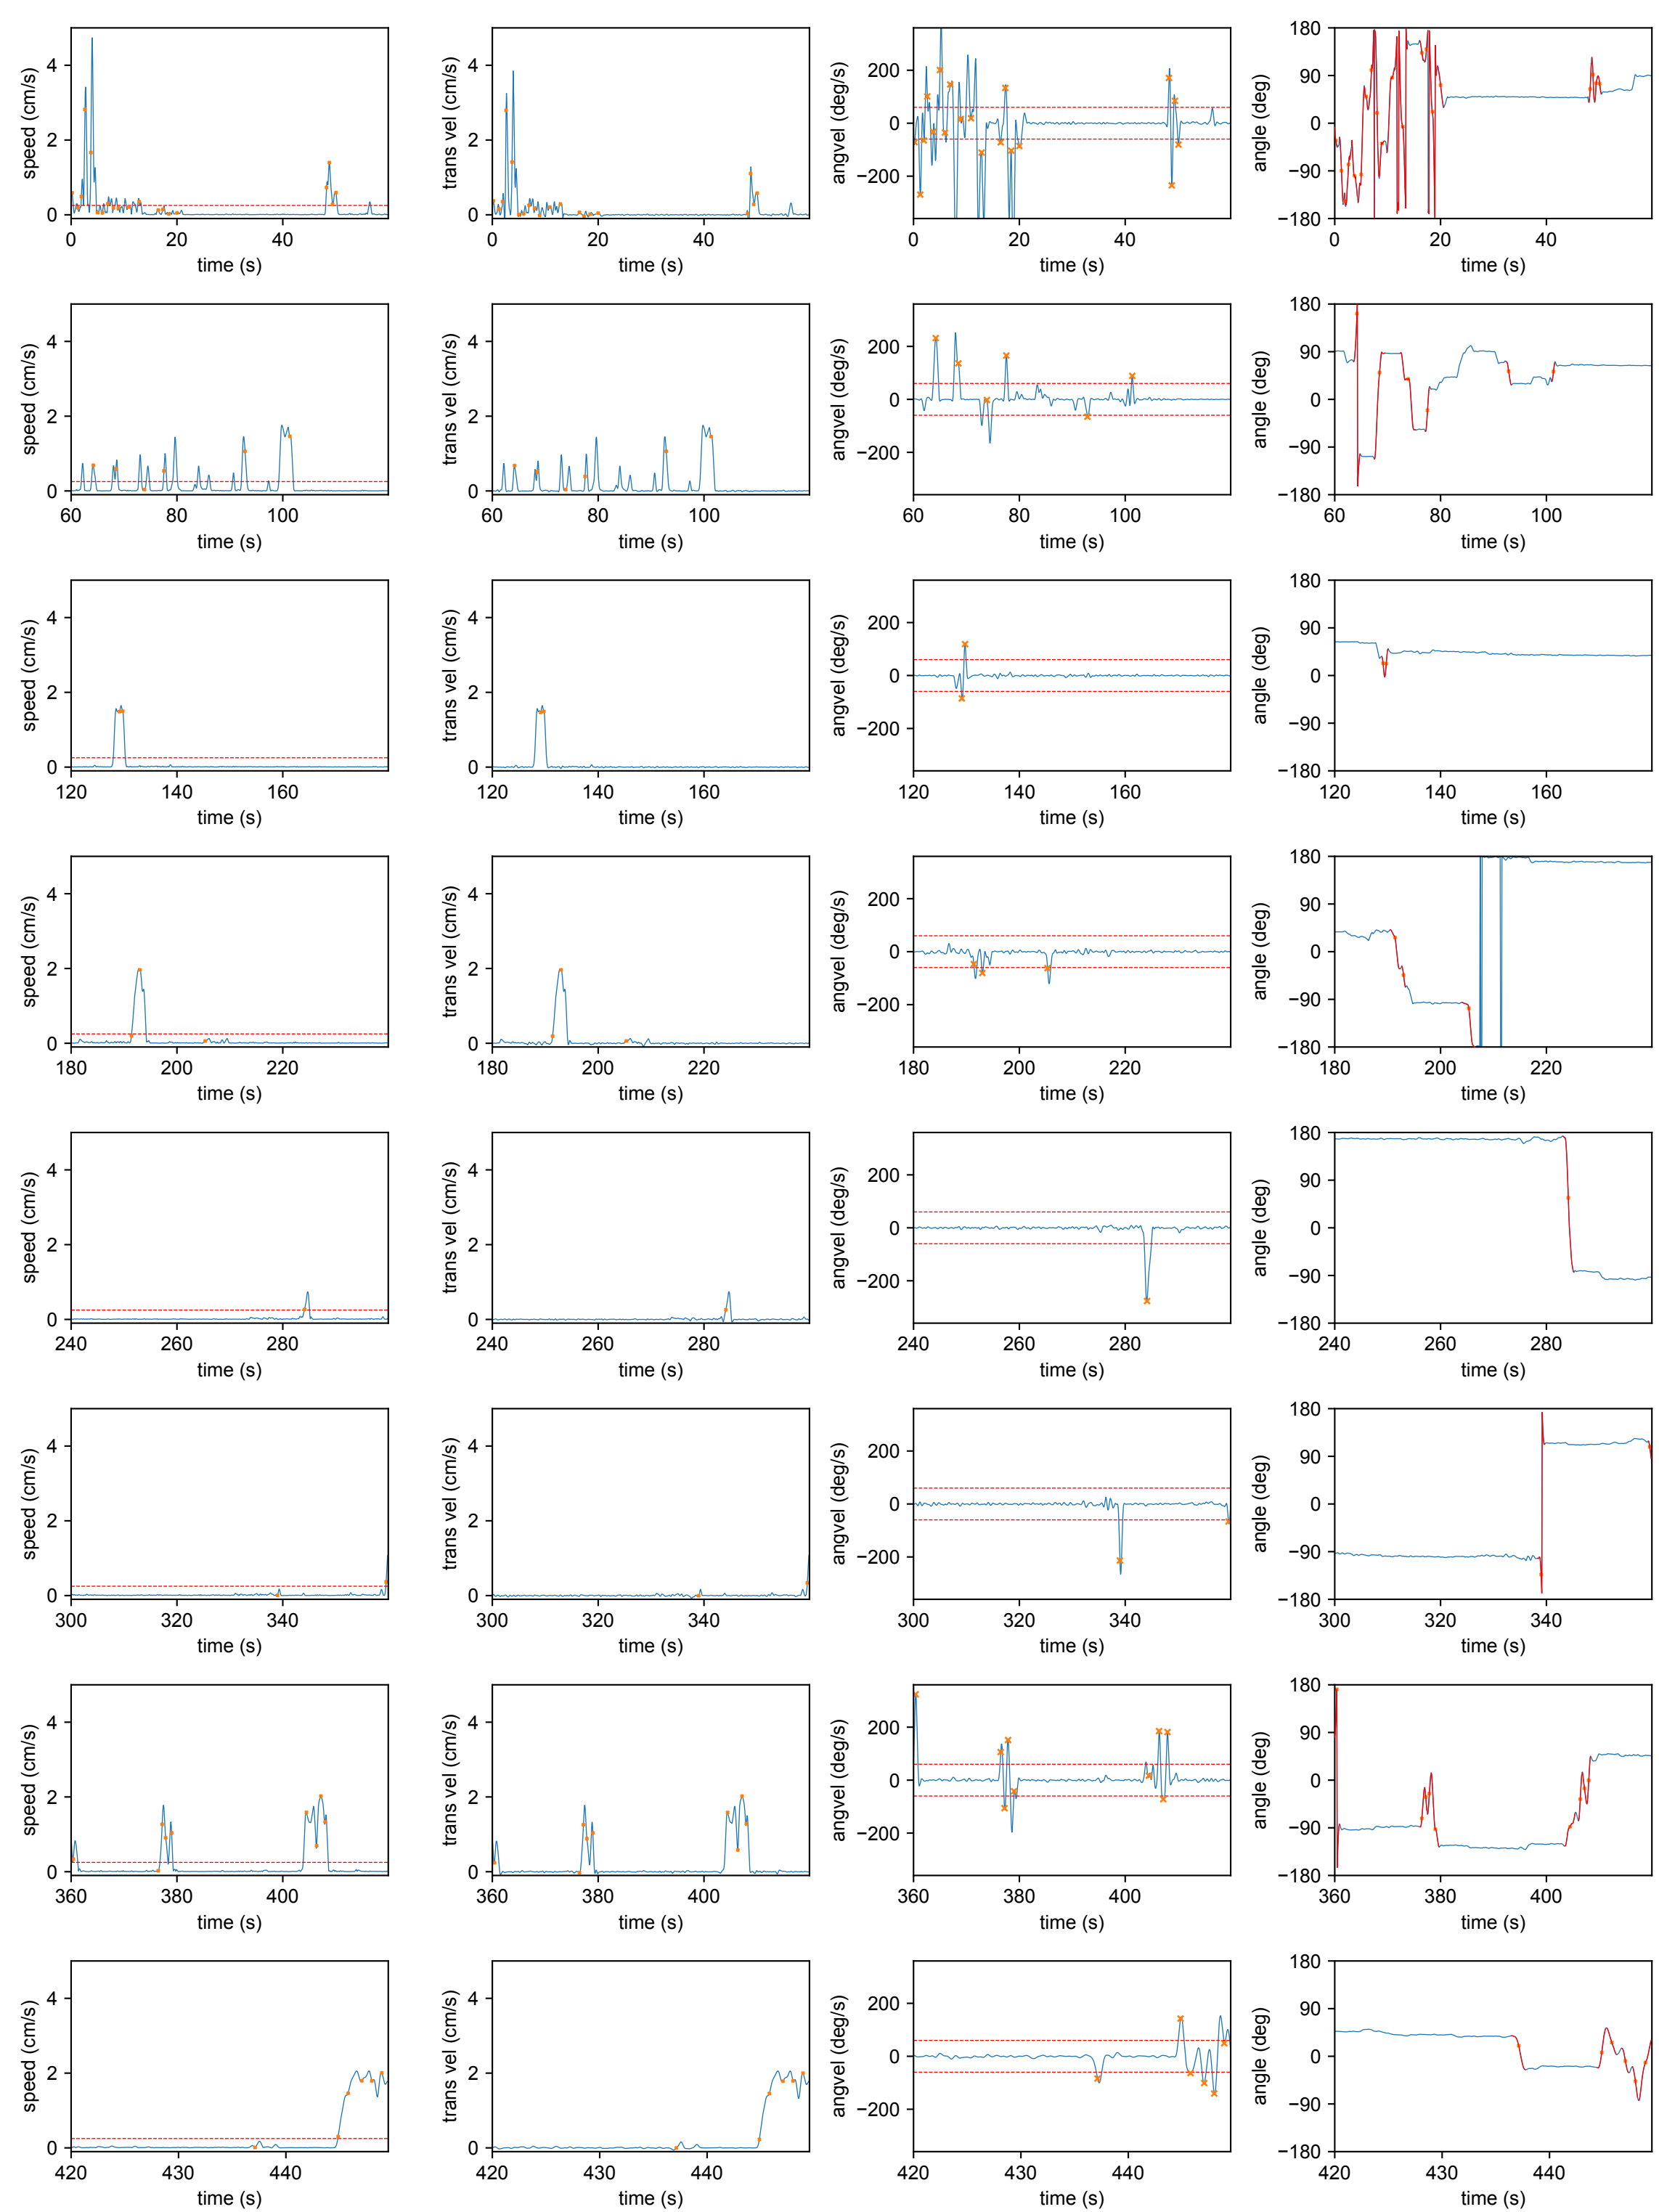 speed (cm/s) 4 2 0 0 20 40 time (s)
trans vel (cm/s) 4 2 0 0 20 40 time (s)
angvel (deg/s) 200 0 −200 0 20 40 time (s)
angle (deg) 180 90 0 −90 −180 0 20 40 time (s)
speed (cm/s) 4 2 0 60 80 100 time (s)
trans vel (cm/s) 4 2 0 60 80 100 time (s)
angvel (deg/s) 200 0 −200 60 80 100 time (s)
angle (deg) 180 90 0 −90 −180 60 80 100 time (s)
speed (cm/s) 4 2 0 120 140 160 time (s)
trans vel (cm/s) 4 2 0 120 140 160 time (s)
angvel (deg/s) 200 0 −200 120 140 160 time (s)
angle (deg) 180 90 0 −90 −180 120 140 160 time (s)
speed (cm/s) 4 2 0 180 200 220 time (s)
trans vel (cm/s) 4 2 0 180 200 220 time (s)
angvel (deg/s) 200 0 −200 180 200 220 time (s)
angle (deg) 180 90 0 −90 −180 180 200 220 time (s)
speed (cm/s) 4 2 0 240 260 280 time (s)
trans vel (cm/s) 4 2 0 240 260 280 time (s)
angvel (deg/s) 200 0 −200 240 260 280 time (s)
angle (deg) 180 90 0 −90 −180 240 260 280 time (s)
speed (cm/s) 4 2 0 300 320 340 time (s)
trans vel (cm/s) 4 2 0 300 320 340 time (s)
angvel (deg/s) 200 0 −200 300 320 340 time (s)
angle (deg) 180 90 0 −90 −180 300 320 340 time (s)
speed (cm/s) 4 2 0 360 380 400 time (s)
trans vel (cm/s) 4 2 0 360 380 400 time (s)
angvel (deg/s) 200 0 −200 360 380 400 time (s)
angle (deg) 180 90 0 −90 −180 360 380 400 time (s)
speed (cm/s) 4 2 0 420 430 440 time (s)
trans vel (cm/s) 4 2 0 420 430 440 time (s)
angvel (deg/s) 200 0 −200 420 430 440 time (s)
angle (deg) 180 90 0 −90 −180 420 430 440 time (s)